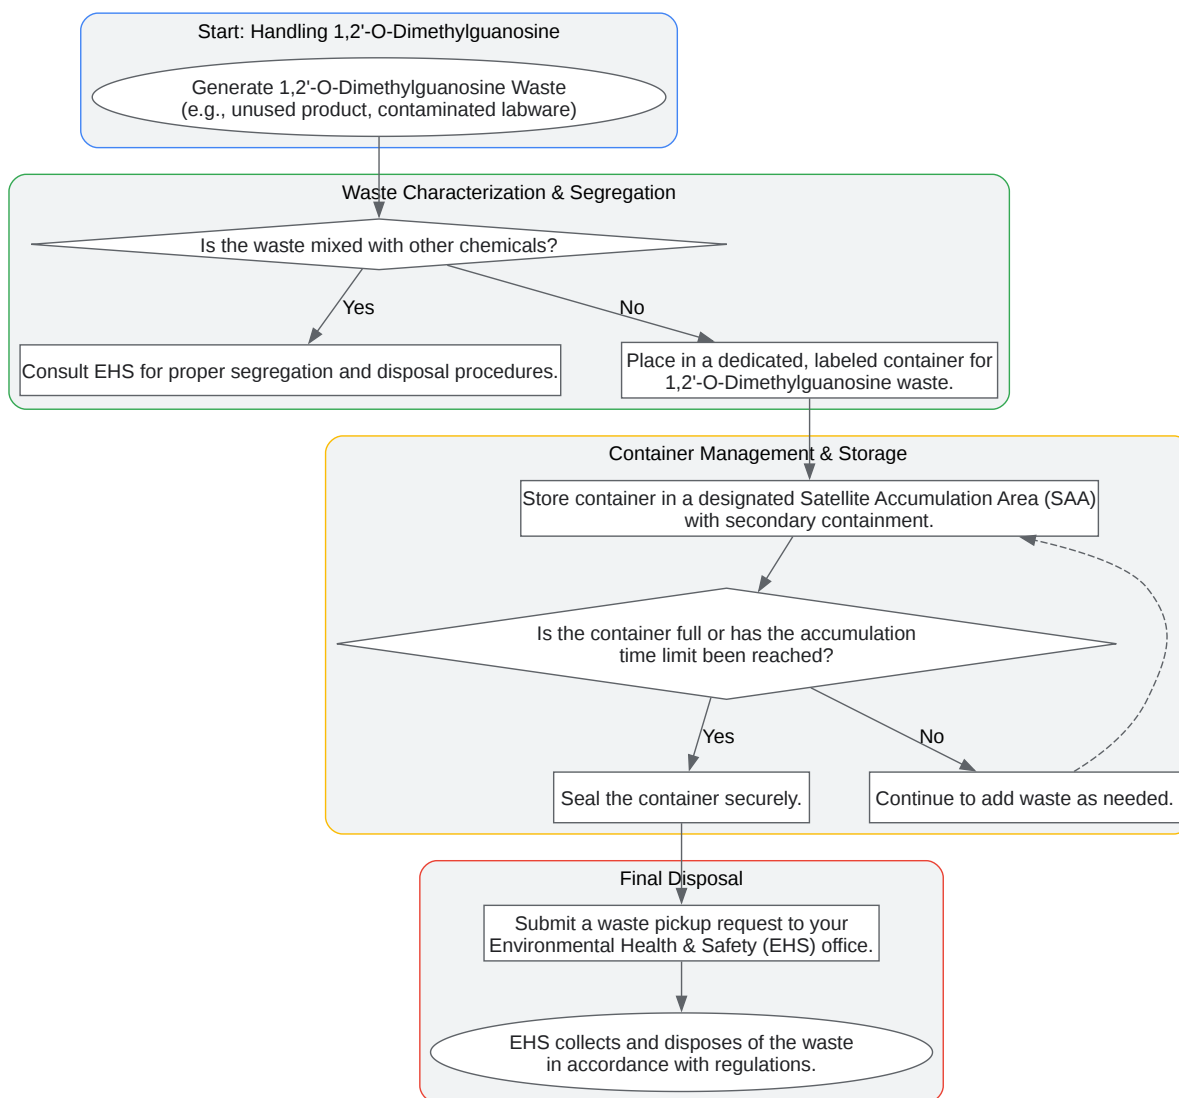 Start: Handling 1,2'-O-Dimethylguanosine
Generate 1,2'-O-Dimethylguanosine Waste
(e.g., unused product, contaminated labware)
Waste Characterization & Segregation
Is the waste mixed with other chemicals?
Yes
No
Consult EHS for proper segregation and disposal procedures.
Place in a dedicated, labeled container for
1,2'-O-Dimethylguanosine waste.
Container Management & Storage
Store container in a designated Satellite Accumulation Area (SAA)
with secondary containment.
Is the container full or has the accumulation
time limit been reached?
Yes
No
Seal the container securely.
Continue to add waste as needed.
Final Disposal
Submit a waste pickup request to your
Environmental Health & Safety (EHS) office.
EHS collects and disposes of the waste
in accordance with regulations.